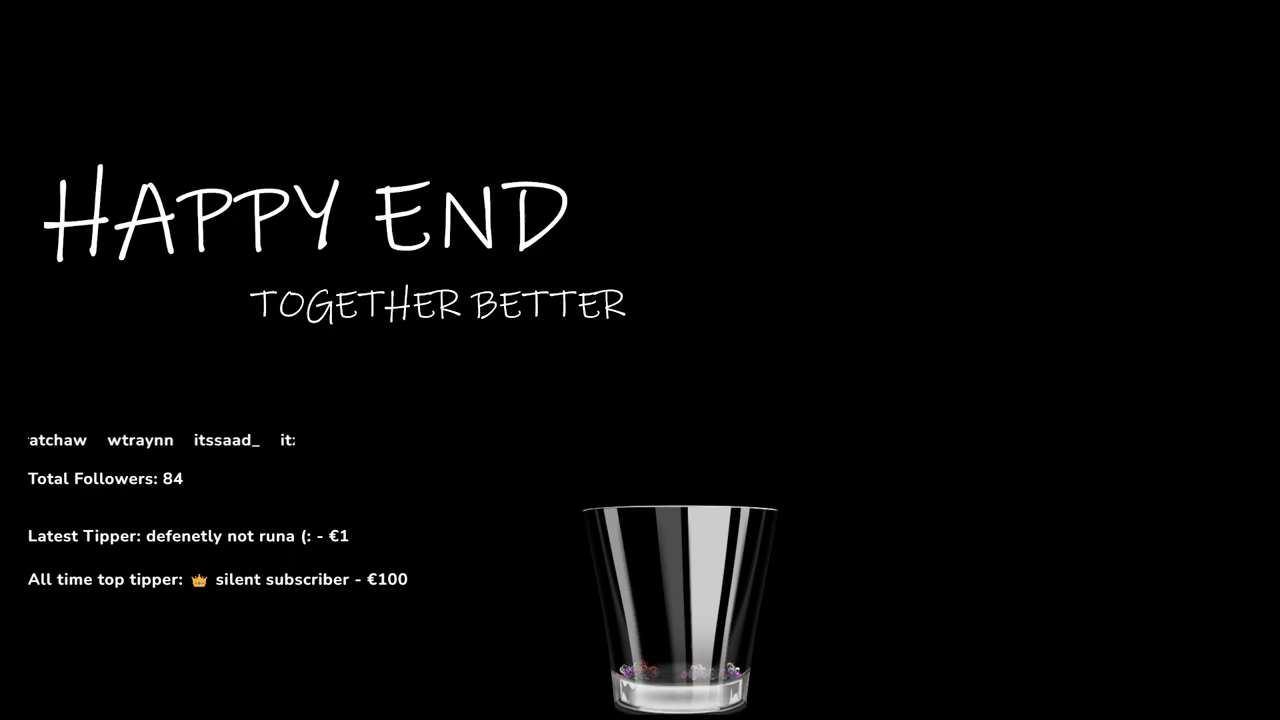 HAPPY END
TOGETHER BETTER
wtraynn itssaad_
Total Followers: 84
Latest Tipper: defenetly not runa (: - €1
All time top tipper: 👑 silent subscriber - €100